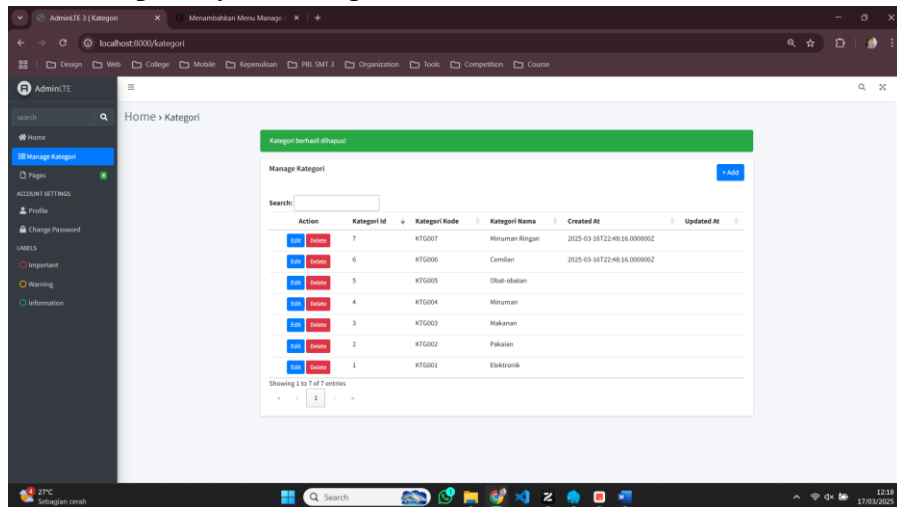 AdminLTE 3 | Kategori
Menambahkan Menu Manage
localhost:8000/kategori
Design Web College Mobile Kepenulisan PBL SMT 3 Organization Tools Competition Course
AdminLTE
search
Home › Kategori
Home
Manage Kategori
Pages 4
ACCOUNT SETTINGS
Profile
Change Password
LABELS
Important
Warning
Information
Kategori berhasil dihapus!
Manage Kategori
+ Add
Search:
Action Kategori Id Kategori Kode Kategori Nama Created At Updated At
Edit Delete 7 KTG007 Minuman Ringan 2025-03-16T22:48:16.000000Z
Edit Delete 6 KTG006 Cemilan 2025-03-16T22:48:16.000000Z
Edit Delete 5 KTG005 Obat-obatan
Edit Delete 4 KTG004 Minuman
Edit Delete 3 KTG003 Makanan
Edit Delete 2 KTG002 Pakaian
Edit Delete 1 KTG001 Elektronik
Showing 1 to 7 of 7 entries
« ‹ 1 › »
27°C
Sebagian cerah
Search
12:18
17/03/2025